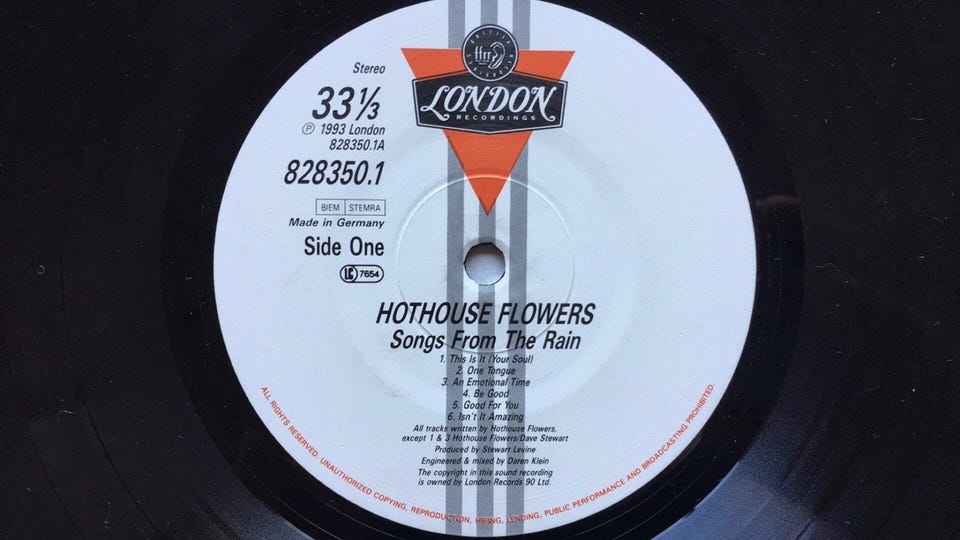 ffrr
LONDON
RECORDINGS
Stereo
33 1/3
Ⓟ 1993 London
828350.1A
828350.1
BIEM STEMRA
Made in Germany
Side One
LC 7654
HOTHOUSE FLOWERS
Songs From The Rain
1. This Is It (Your Soul)
2. One Tongue
3. An Emotional Time
4. Be Good
5. Good For You
6. Isn't It Amazing
All tracks written by Hothouse Flowers,
except 1 & 3 Hothouse Flowers/Dave Stewart
Produced by Stewart Levine
Engineered & mixed by Daren Klein
The copyright in this sound recording
is owned by London Records 90 Ltd.
ALL RIGHTS RESERVED. UNAUTHORIZED COPYING, REPRODUCTION, HIRING, LENDING, PUBLIC PERFORMANCE AND BROADCASTING PROHIBITED.